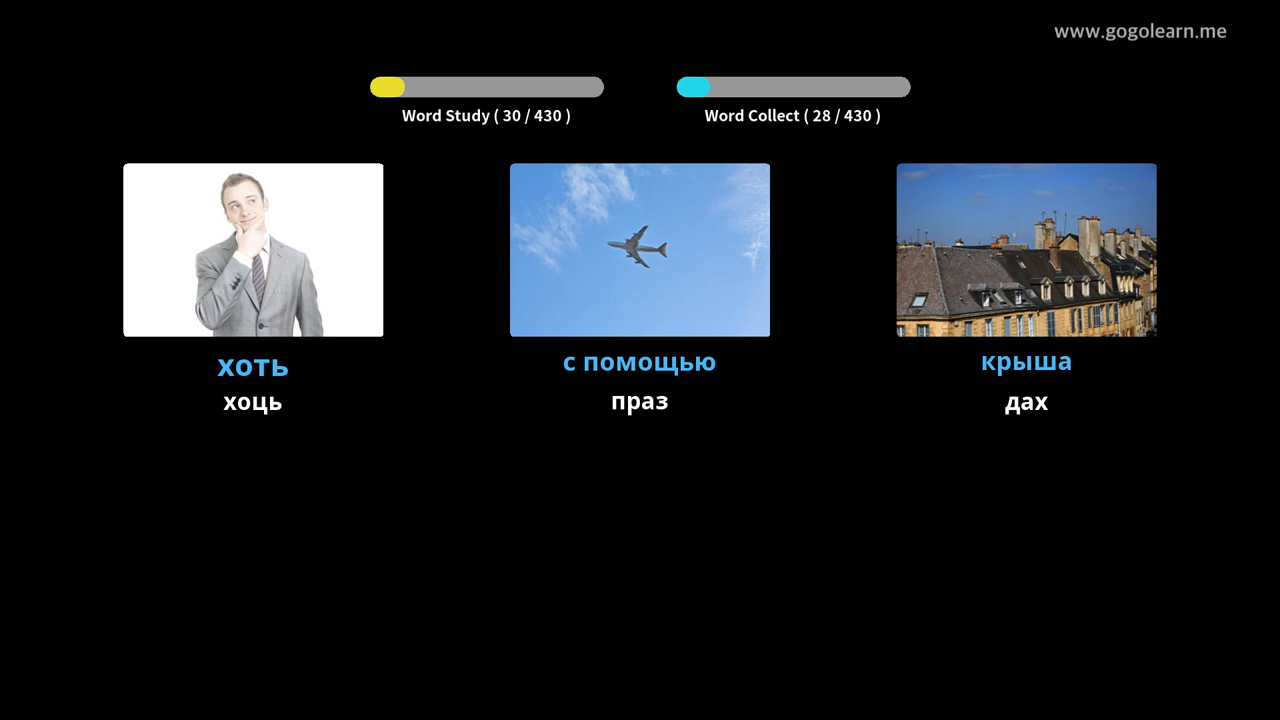 www.gogolearn.me
Word Study ( 30 / 430 )
Word Collect ( 28 / 430 )
хоть
с помощью
крыша
хоць
праз
дах